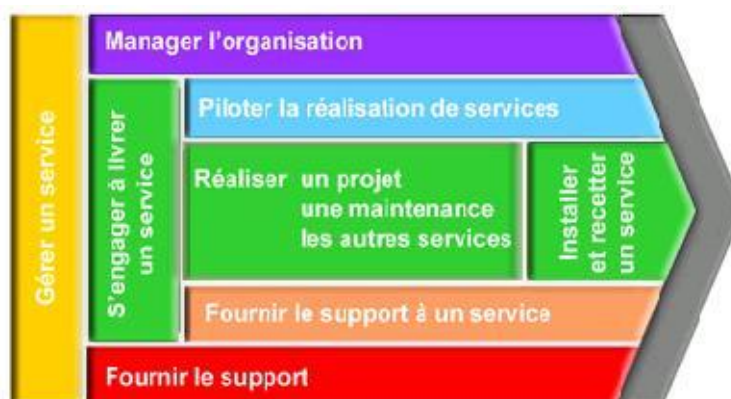 Manager l'organisation
Gérer un service
S'engager à livrer
un service
Piloter la réalisation de services
Réaliser un projet
une maintenance
les autres services
Installer
et recetter
un service
Fournir le support à un service
Fournir le support